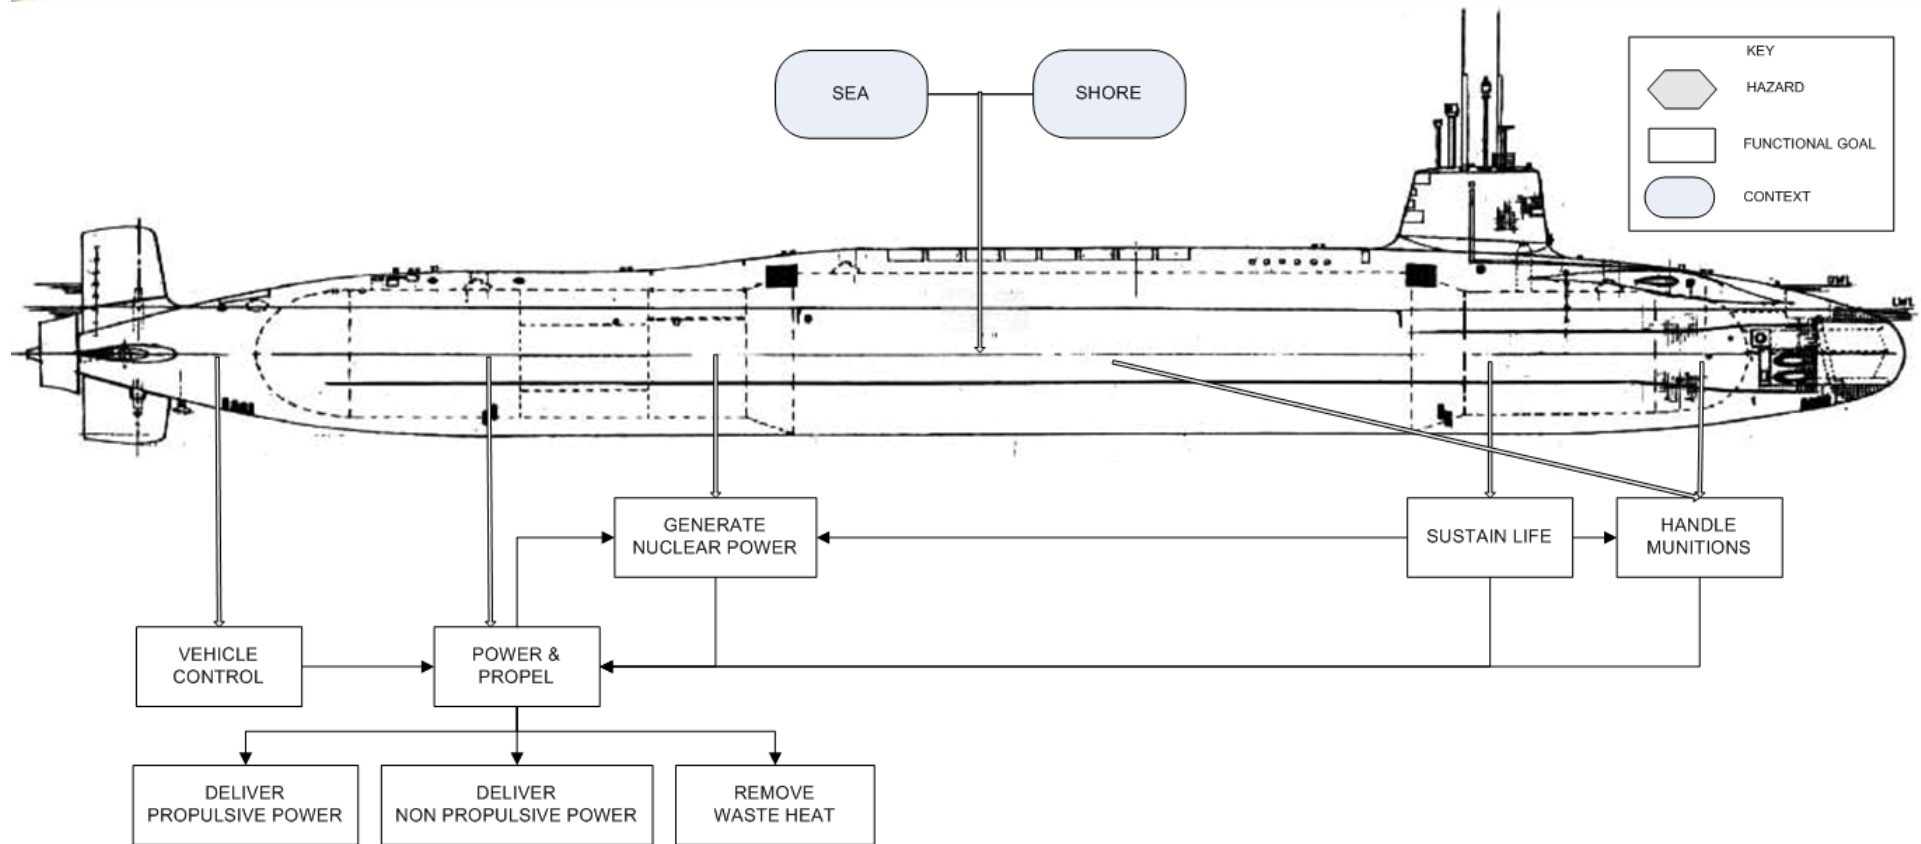 SEA
SHORE
KEY
HAZARD
FUNCTIONAL GOAL
CONTEXT
LWL
GENERATE
NUCLEAR POWER
SUSTAIN LIFE
HANDLE
MUNITIONS
VEHICLE
CONTROL
POWER &
PROPEL
DELIVER
PROPULSIVE POWER
DELIVER
NON PROPULSIVE POWER
REMOVE
WASTE HEAT